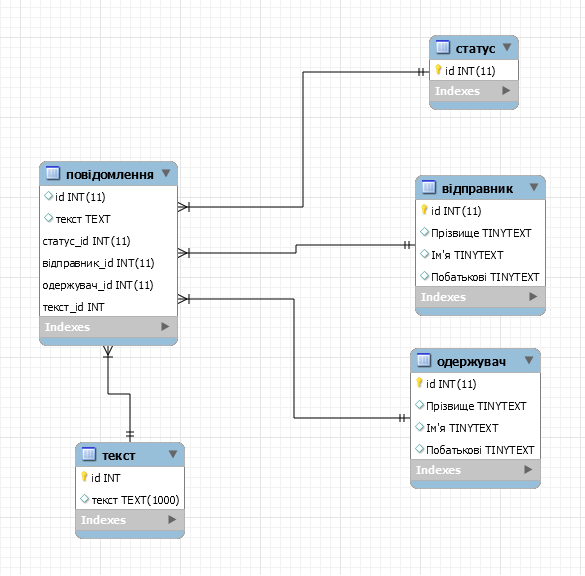 статус
id INT(11)
Indexes
повідомлення
id INT(11)
текст TEXT
статус_id INT(11)
відправник_id INT(11)
одержувач_id INT(11)
текст_id INT
Indexes
відправник
id INT(11)
Прізвище TINYTEXT
Ім'я TINYTEXT
Побатькові TINYTEXT
Indexes
одержувач
id INT(11)
Прізвище TINYTEXT
Ім'я TINYTEXT
Побатькові TINYTEXT
Indexes
текст
id INT
текст TEXT(1000)
Indexes